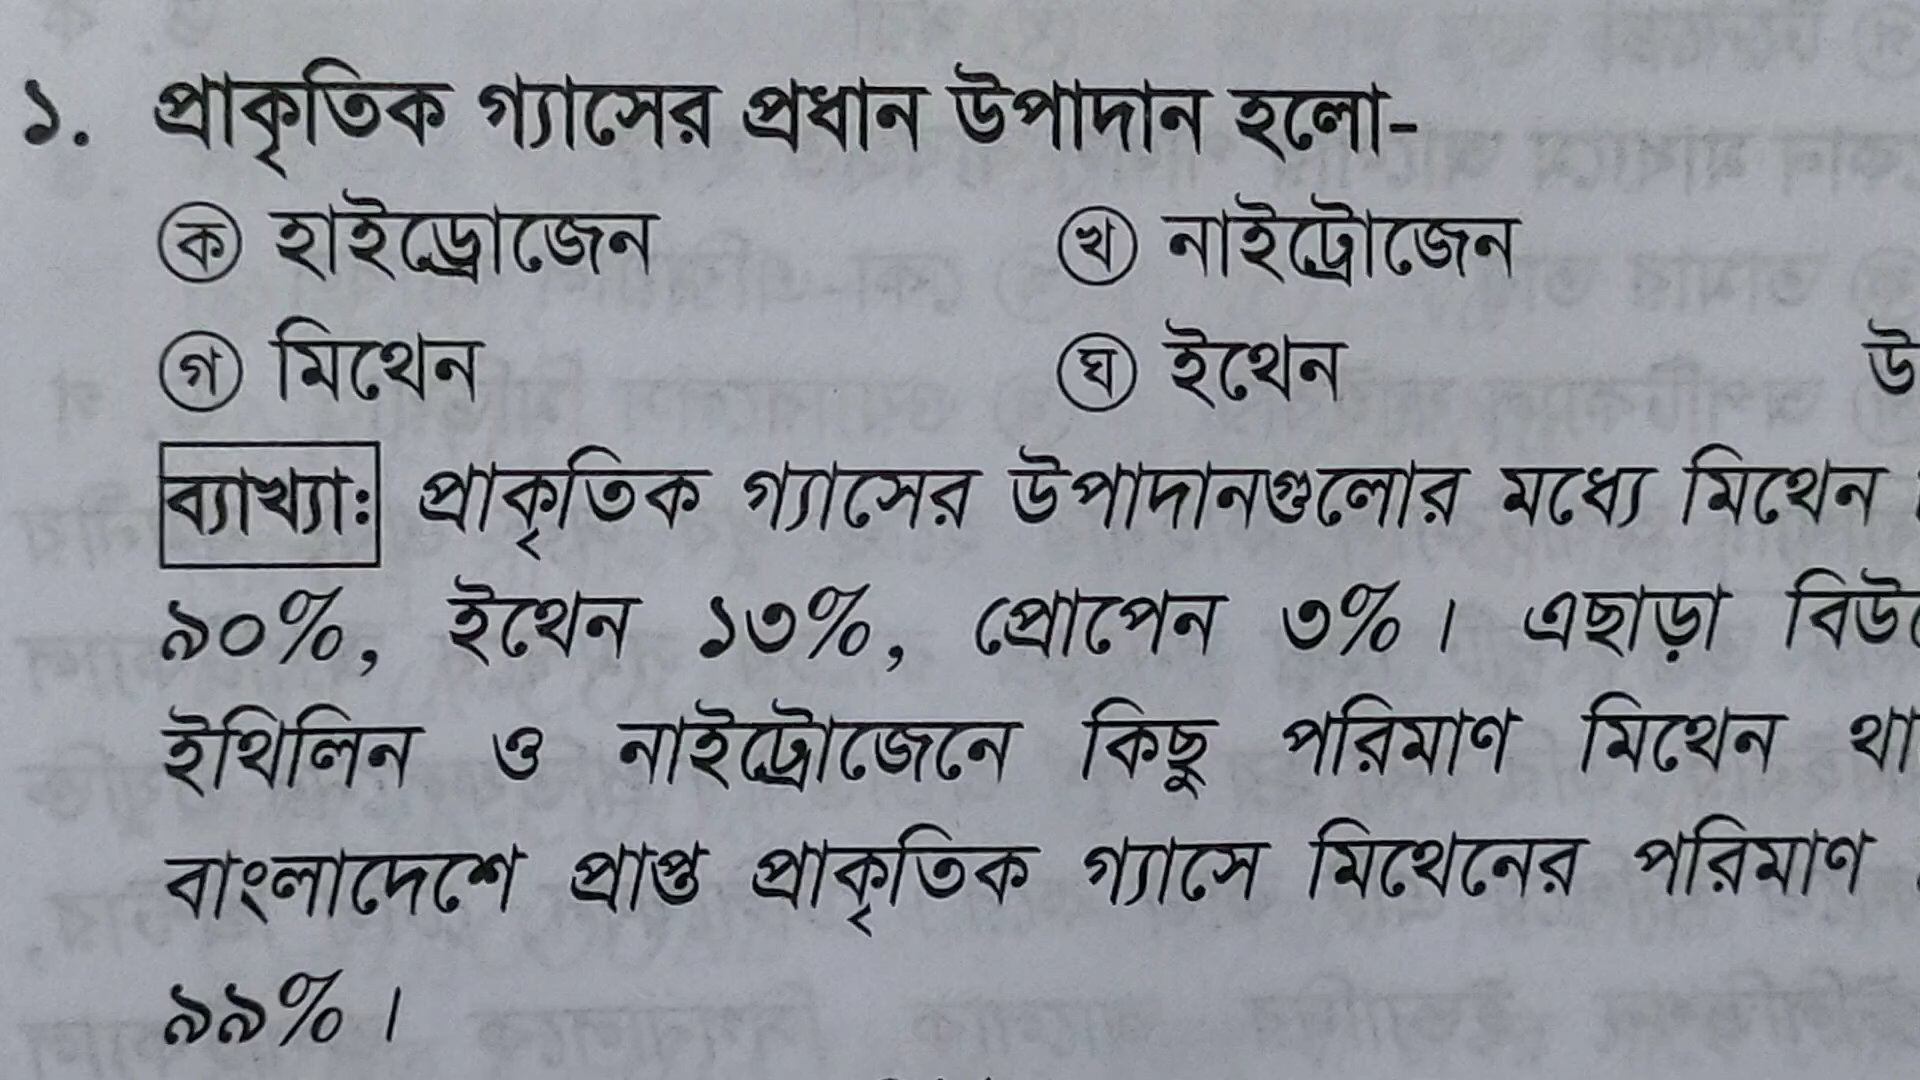 ১. প্রাকৃতিক গ্যাসের প্রধান উপাদান হলো-
ক হাইড্রোজেন খ নাইট্রোজেন
গ মিথেন ঘ ইথেন
ব্যাখ্যা: প্রাকৃতিক গ্যাসের উপাদানগুলোর মধ্যে মিথেন
৯০%, ইথেন ১৩%, প্রোপেন ৩%। এছাড়া
ইথিলিন ও নাইট্রোজেনে কিছু পরিমাণ মিথেন
বাংলাদেশে প্রাপ্ত প্রাকৃতিক গ্যাসে মিথেনের পরিমাণ
৯৯%।